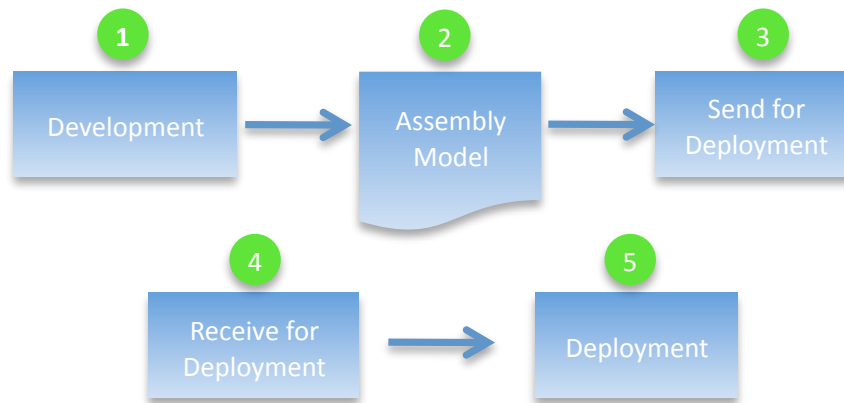 1
2
3
Development
Assembly
Model
Send for
Deployment
4
5
Receive for
Deployment
Deployment